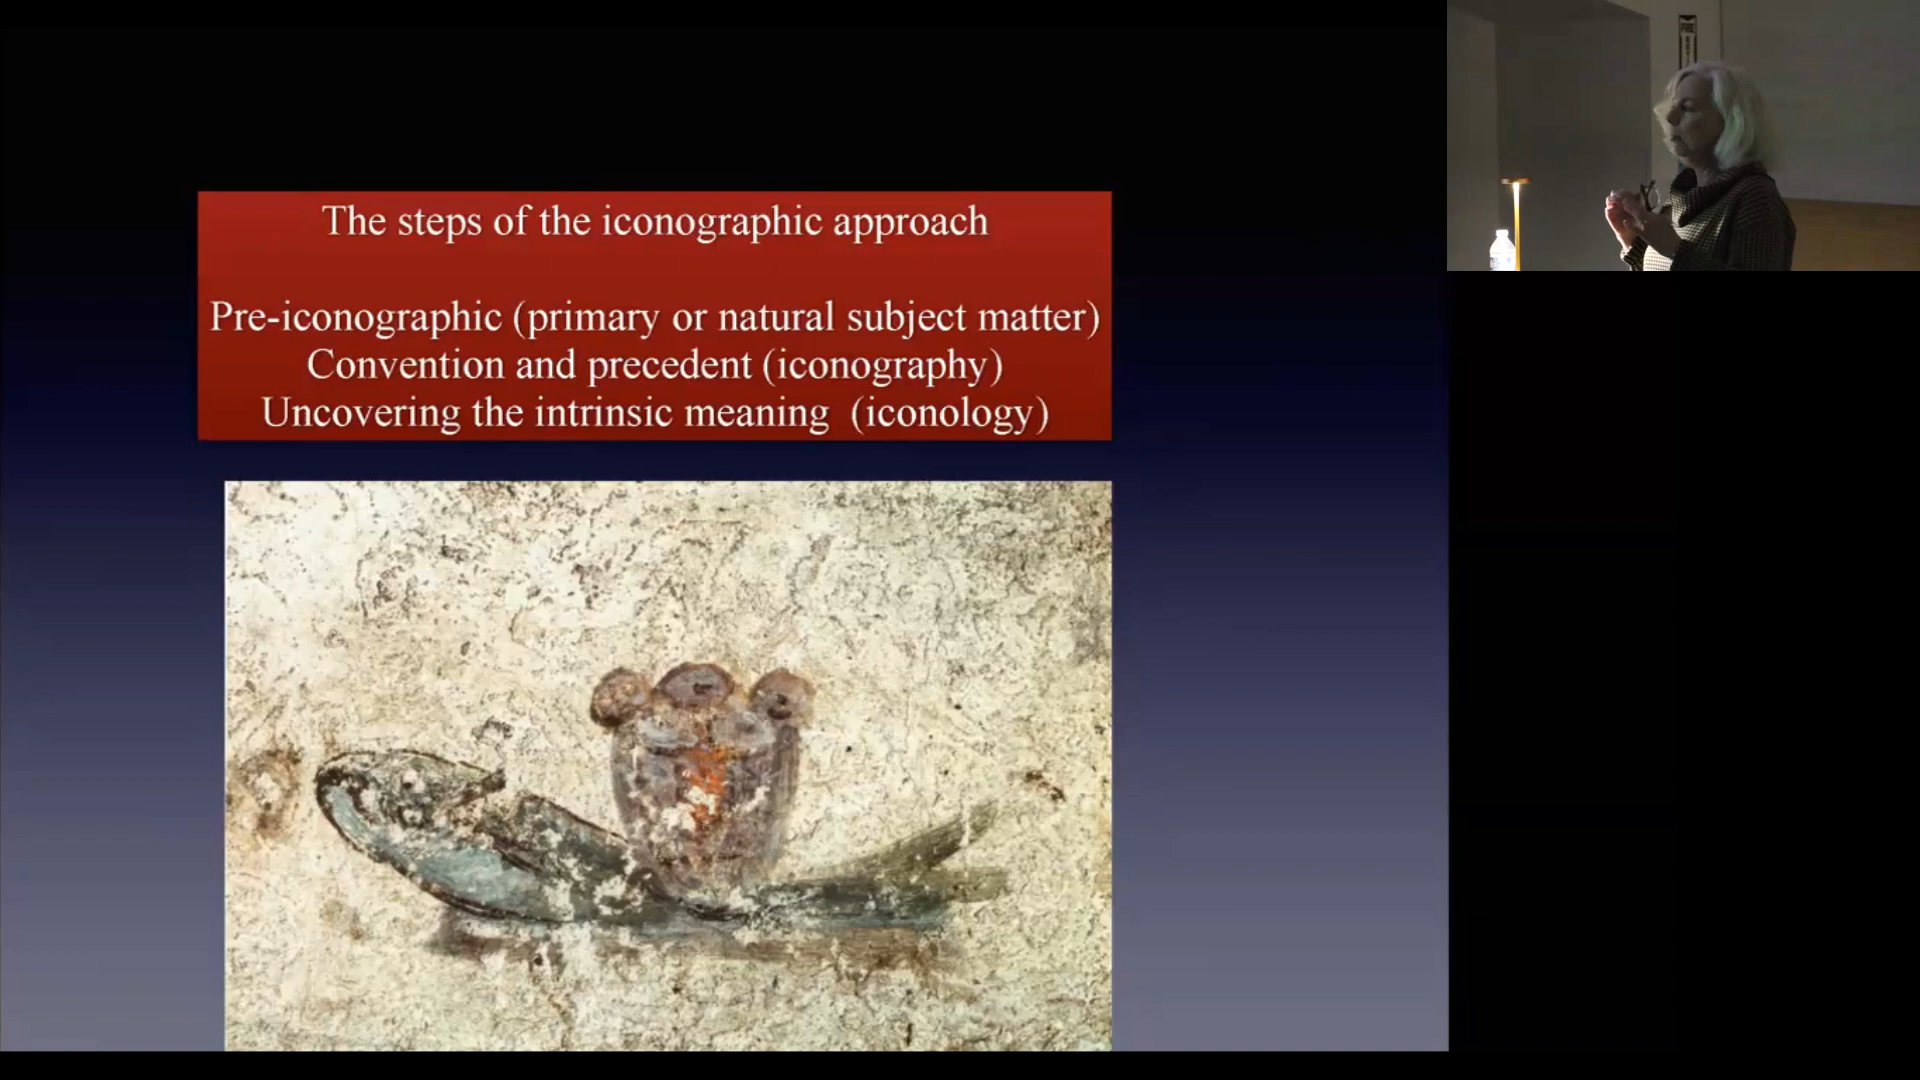 The steps of the iconographic approach
Pre-iconographic (primary or natural subject matter)
Convention and precedent (iconography)
Uncovering the intrinsic meaning (iconology)
FIRE